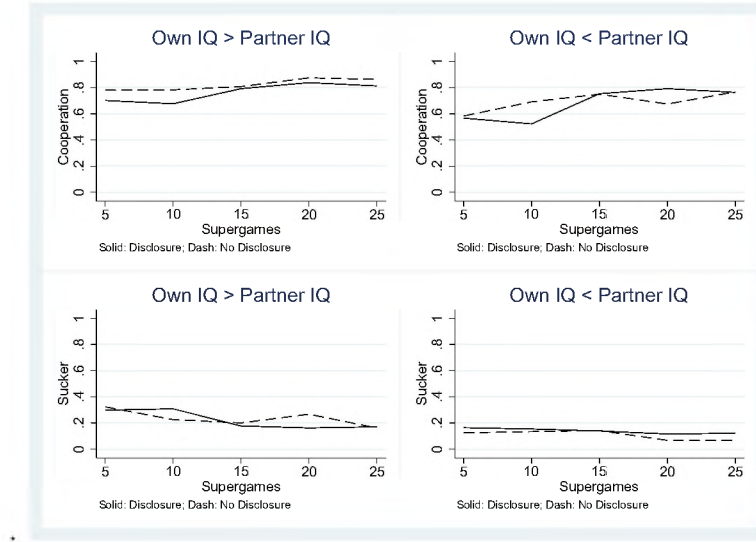 Own IQ > Partner IQ
Cooperation
0 .2 .4 .6 .8 1
5 10 15 20 25
Supergames
Solid: Disclosure; Dash: No Disclosure
Own IQ < Partner IQ
Cooperation
0 .2 .4 .6 .8 1
5 10 15 20 25
Supergames
Solid: Disclosure; Dash: No Disclosure
Own IQ > Partner IQ
Sucker
0 .2 .4 .6 .8 1
5 10 15 20 25
Supergames
Solid: Disclosure; Dash: No Disclosure
Own IQ < Partner IQ
Sucker
0 .2 .4 .6 .8 1
5 10 15 20 25
Supergames
Solid: Disclosure; Dash: No Disclosure